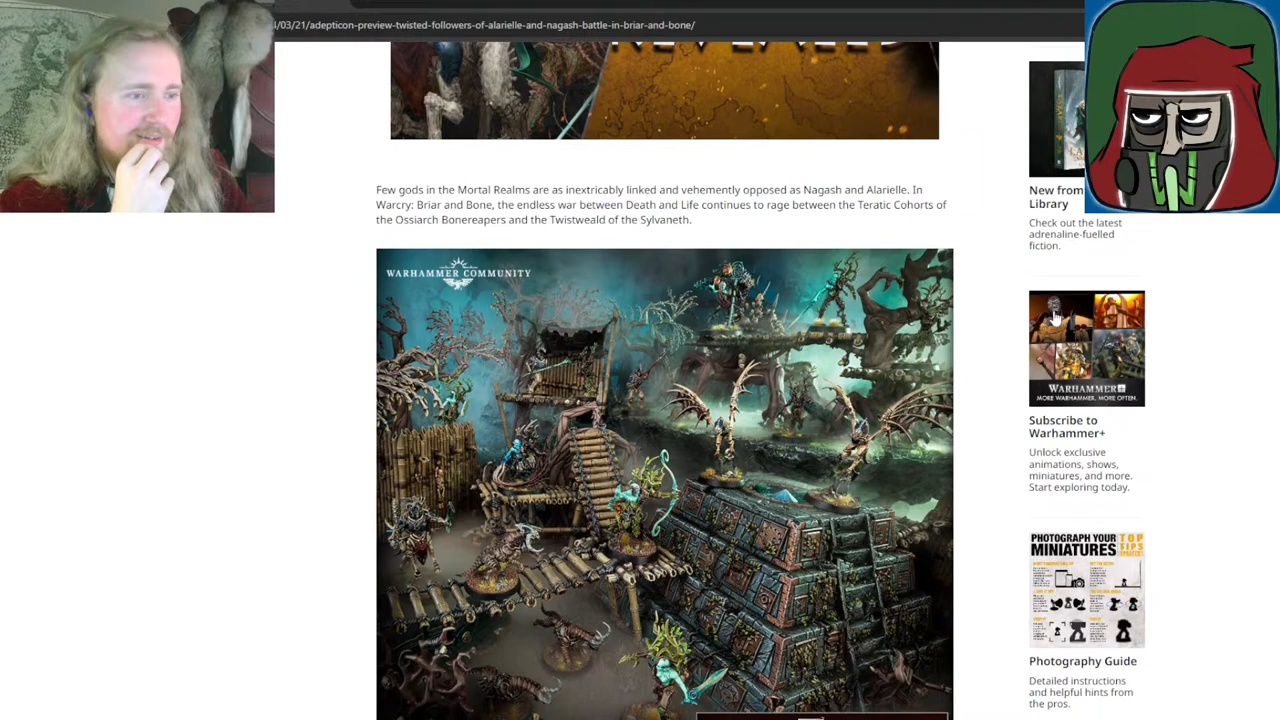 /03/21/adepticon-preview-twisted-followers-of-alarielle-and-nagash-battle-in-briar-and-bone/
REVEALED
Few gods in the Mortal Realms are as inextricably linked and vehemently opposed as Nagash and Alarielle. In
Warcry: Briar and Bone, the endless war between Death and Life continues to rage between the Teratic Cohorts of
the Ossiarch Bonereapers and the Twistweald of the Sylvaneth.
WARHAMMER COMMUNITY
New from
Library
Check out the latest
adrenaline-fuelled
fiction.
WARHAMMER+
MORE WARHAMMER. MORE OFTEN.
Subscribe to
Warhammer+
Unlock exclusive
animations, shows,
miniatures, and more.
Start exploring today.
PHOTOGRAPH YOUR
MINIATURES
TOP
TIPS
Photography Guide
Detailed instructions
and helpful hints from
the pros.